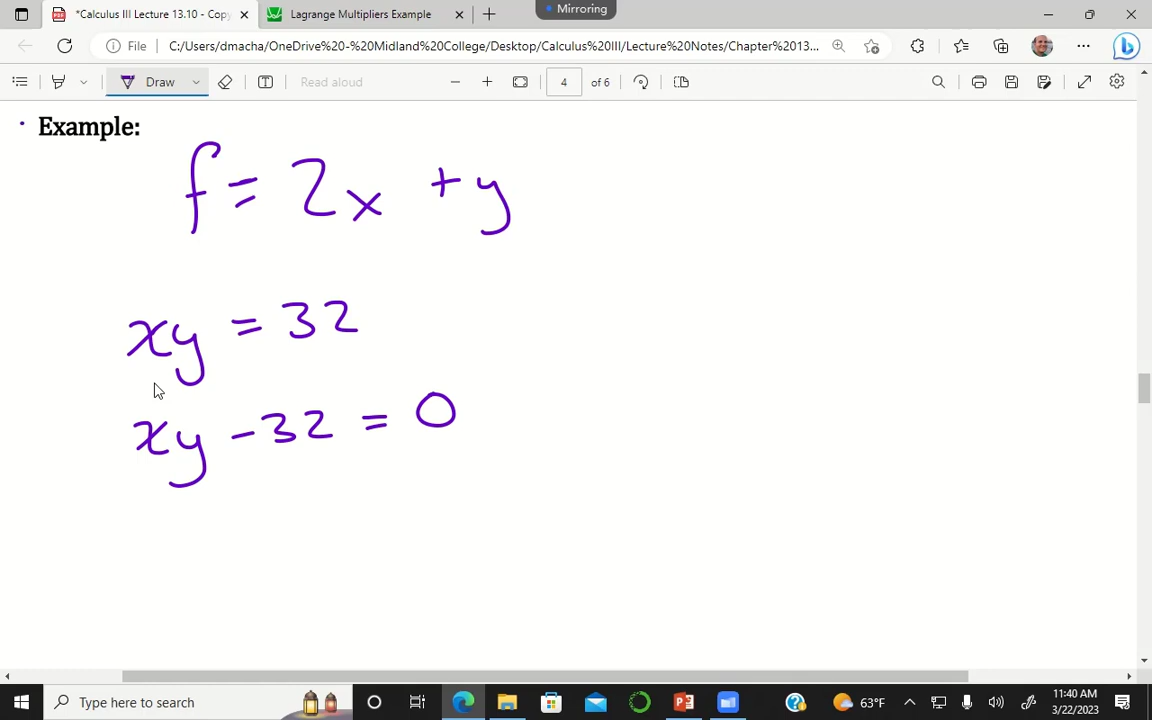 Mirroring
*Calculus III Lecture 13.10 - Copy
Lagrange Multipliers Example
File
C:/Users/dmacha/OneDrive%20-%20Midland%20College/Desktop/Calculus%20III/Lecture%20Notes/Chapter%2013...
Draw
Read aloud
4 of 6
• Example:
f = 2x + y
xy = 32
xy - 32 = 0
Type here to search
63°F
11:40 AM
3/22/2023